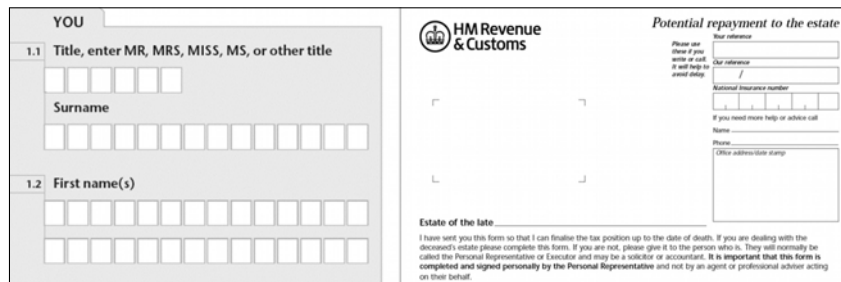 YOU
1.1 Title, enter MR, MRS, MISS, MS, or other title
Surname
1.2 First name(s)
HM Revenue
& Customs
Potential repayment to the estate
Please use
these if you
write or call.
It will help to
avoid delay.
Your reference
Our reference
/
National Insurance number
If you need more help or advice call
Name
Phone
Office address/date stamp
Estate of the late
I have sent you this form so that I can finalise the tax position up to the date of death. If you are dealing with the
deceased's estate please complete this form. If you are not, please give it to the person who is. They will normally be
called the Personal Representative or Executor and may be a solicitor or accountant. It is important that this form is
completed and signed personally by the Personal Representative and not by an agent or professional adviser acting
on their behalf.